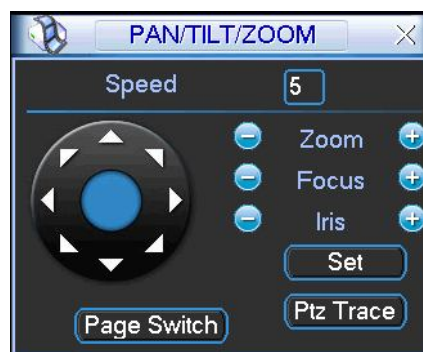 PAN/TILT/ZOOM
Speed 5
Zoom
Focus
Iris
Set
Ptz Trace
Page Switch